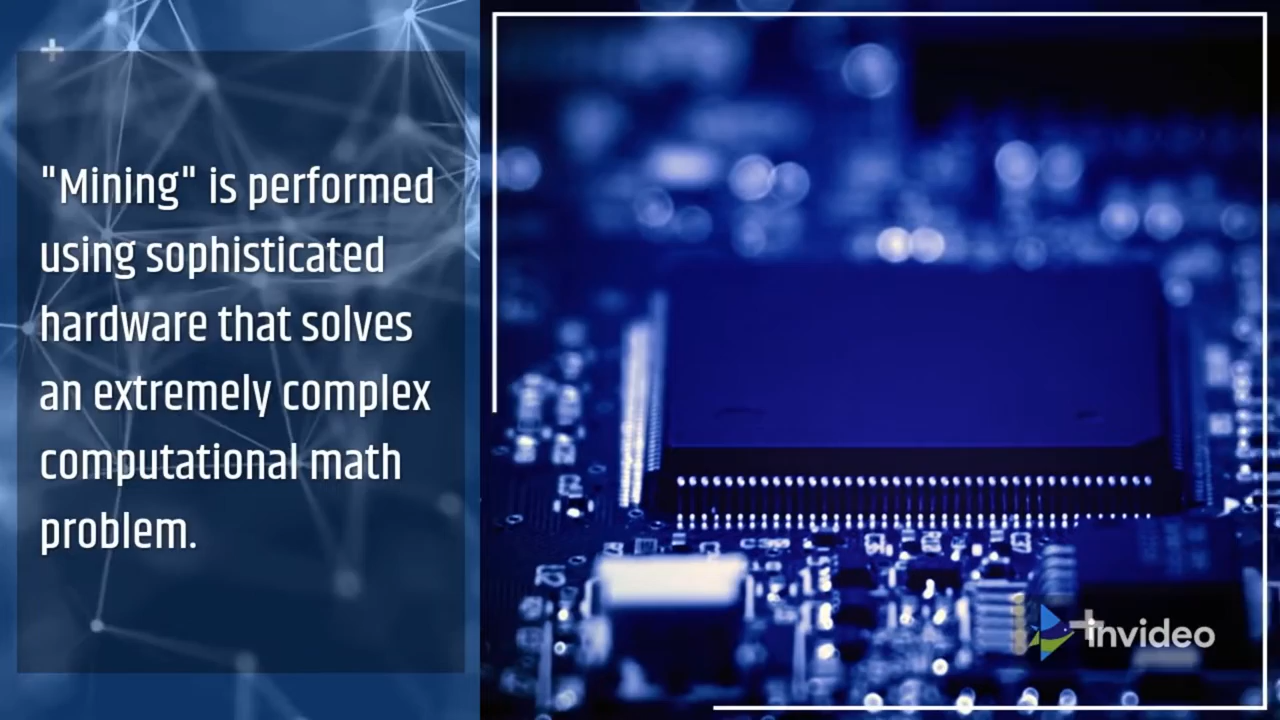 "Mining" is performed
using sophisticated
hardware that solves
an extremely complex
computational math
problem.
invideo